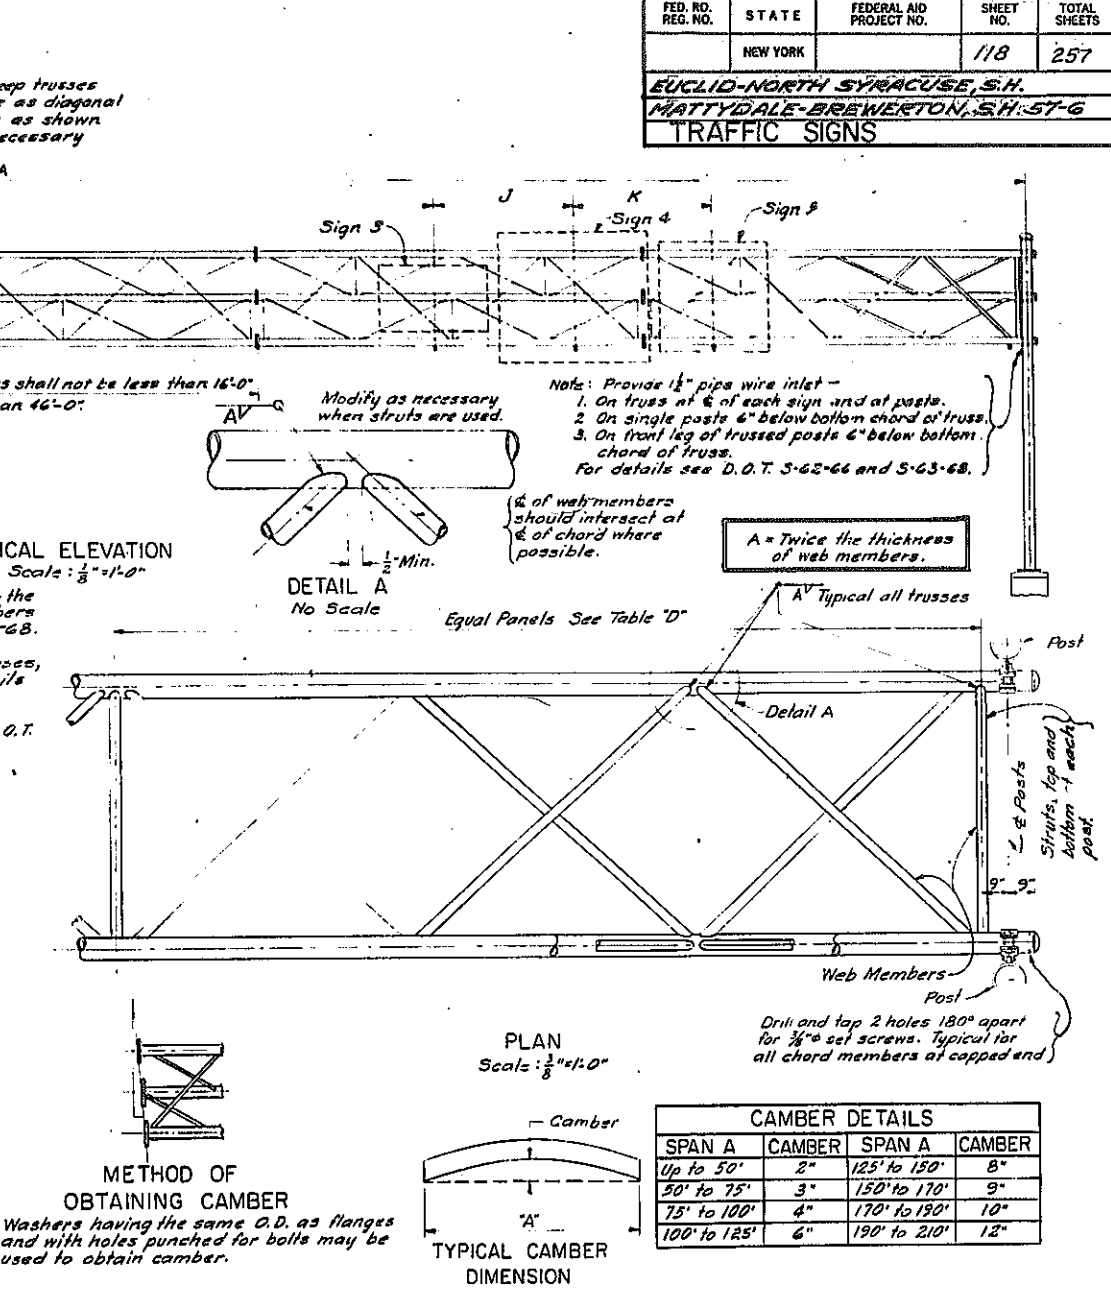 FED. RD. REG. NO.
STATE
FEDERAL AID PROJECT NO.
SHEET NO.
TOTAL SHEETS
NEW YORK
118
257
EUCLID-NORTH SYRACUSE, S.H.
MATTYDALE-BREWERTON, S.H. 57-6
TRAFFIC SIGNS
trusses
as diagonal
as shown
ecessary
A
J
K
Sign 3
Sign 4
Sign
s shall not be less than 16'-0"
an 46'-0".
A
Modify as necessary
when struts are used.
Note: Provide 1½" pipe wire inlet -
1. On truss at ℄ of each sign and at posts.
2 On single posts 6" below bottom chord of truss.
3. On front leg of trussed posts 6" below bottom
chord of truss.
For details see D.O.T. S-62-66 and S-63-68.
℄ of web members
should intersect at
℄ of chord where
possible.
½" Min.
DETAIL A
No Scale
ICAL ELEVATION
Scale: ⅛"=1'-0"
the
bers
-68.
ses,
ils
O.T.
A = Twice the thickness
of web members.
A Typical all trusses
Equal Panels See Table "D"
Post
Detail A
℄ Posts
Struts, top and
bottom at each
post.
9" 9"
Web Members
Post
Drill and tap 2 holes 180° apart
for ⅜"ø set screws. Typical for
all chord members at capped end
PLAN
Scale: ⅜"=1'-0"
METHOD OF
OBTAINING CAMBER
Washers having the same O.D. as flanges
and with holes punched for bolts may be
used to obtain camber.
Camber
"A"
TYPICAL CAMBER
DIMENSION
CAMBER DETAILS
SPAN A CAMBER SPAN A CAMBER
Up to 50' 2" 125' to 150' 8"
50' to 75' 3" 150' to 170' 9"
75' to 100' 4" 170' to 190' 10"
100' to 125' 6" 190' to 210' 12"